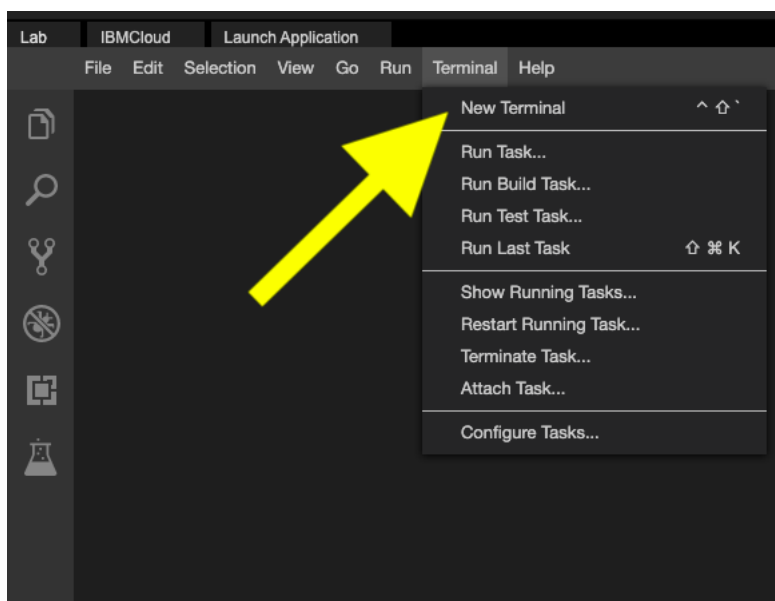 Lab IBMCloud Launch Application
File Edit Selection View Go Run Terminal Help
New Terminal ^ ⇧ `
Run Task...
Run Build Task...
Run Test Task...
Run Last Task ⇧ ⌘ K
Show Running Tasks...
Restart Running Task...
Terminate Task...
Attach Task...
Configure Tasks...